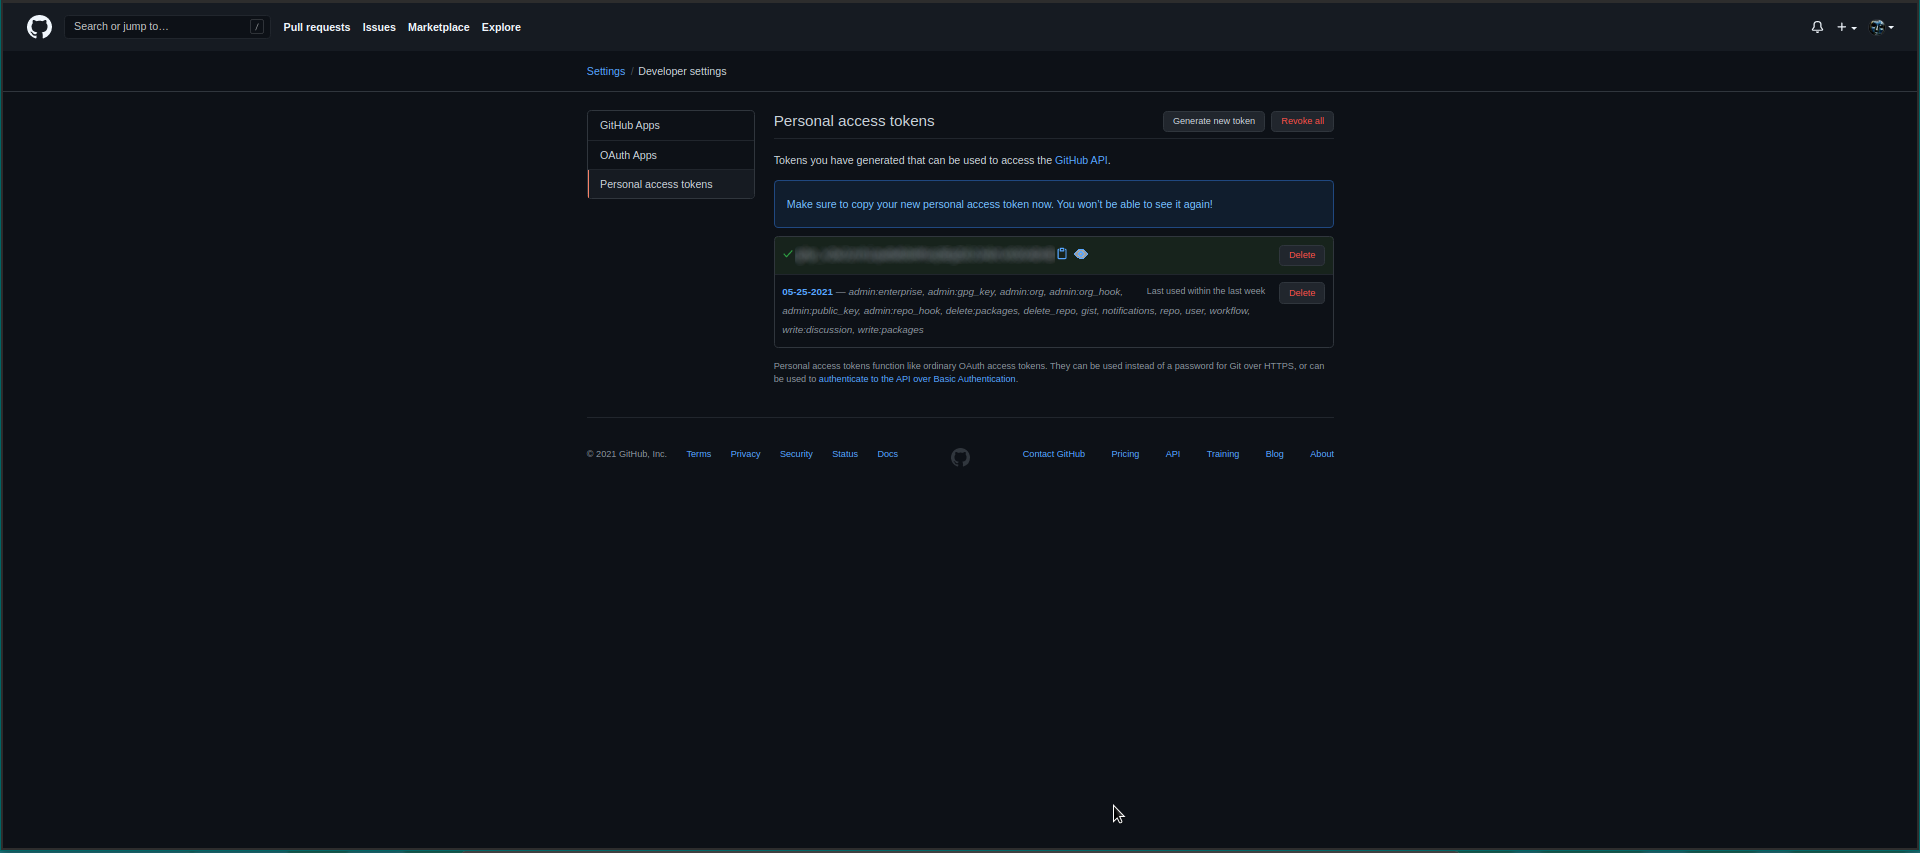 Search or jump to… /
Pull requests Issues Marketplace Explore
Settings / Developer settings
GitHub Apps
OAuth Apps
Personal access tokens
Personal access tokens
Generate new token Revoke all
Tokens you have generated that can be used to access the GitHub API.
Make sure to copy your new personal access token now. You won't be able to see it again!
Delete
05-25-2021 — admin:enterprise, admin:gpg_key, admin:org, admin:org_hook,
admin:public_key, admin:repo_hook, delete:packages, delete_repo, gist, notifications, repo, user, workflow,
write:discussion, write:packages
Last used within the last week
Delete
Personal access tokens function like ordinary OAuth access tokens. They can be used instead of a password for Git over HTTPS, or can
be used to authenticate to the API over Basic Authentication.
© 2021 GitHub, Inc. Terms Privacy Security Status Docs Contact GitHub Pricing API Training Blog About